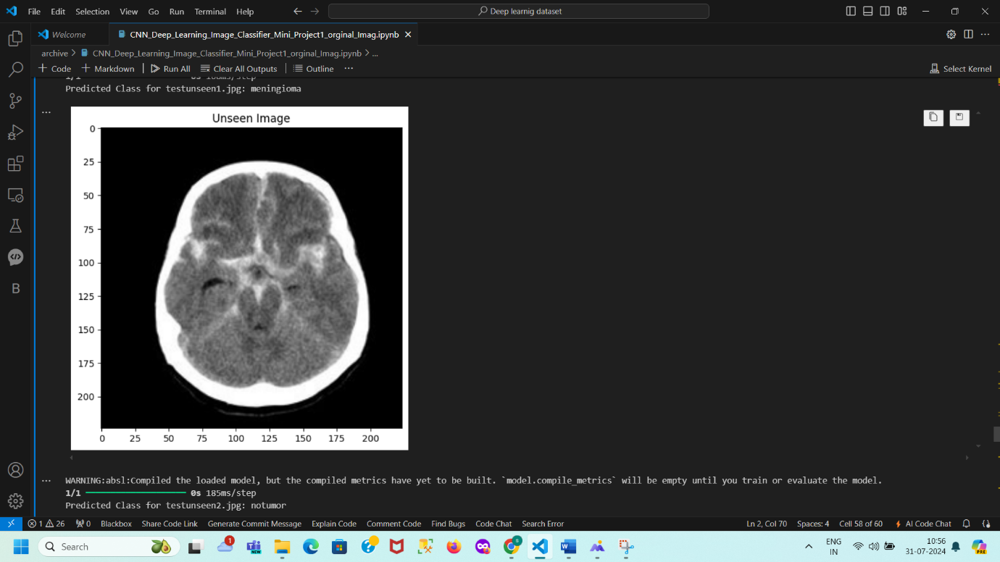 File Edit Selection View Go Run Terminal Help
Deep learnig dataset
Welcome
CNN_Deep_Learning_Image_Classifier_Mini_Project1_orginal_Imag.ipynb
archive > CNN_Deep_Learning_Image_Classifier_Mini_Project1_orginal_Imag.ipynb > ...
+ Code + Markdown | Run All Clear All Outputs | Outline ...
Select Kernel
Predicted Class for testunseen1.jpg: meningioma
...
Unseen Image
0
25
50
75
100
125
150
175
200
0 25 50 75 100 125 150 175 200
B
... WARNING:absl:Compiled the loaded model, but the compiled metrics have yet to be built. `model.compile_metrics` will be empty until you train or evaluate the model.
1/1 0s 185ms/step
Predicted Class for testunseen2.jpg: notumor
1 26 0 Blackbox Share Code Link Generate Commit Message Explain Code Comment Code Find Bugs Code Chat Search Error
Ln 2, Col 70 Spaces: 4 Cell 58 of 60 AI Code Chat
Search
1
NEW
5
ENG
IN
10:56
31-07-2024
PRE